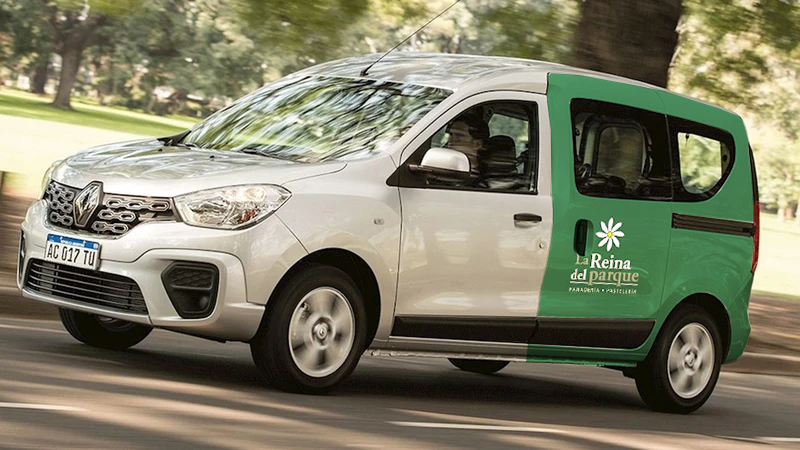 AC 017 TU
La Reina
del parque
PANADERÍA • PASTELERÍA